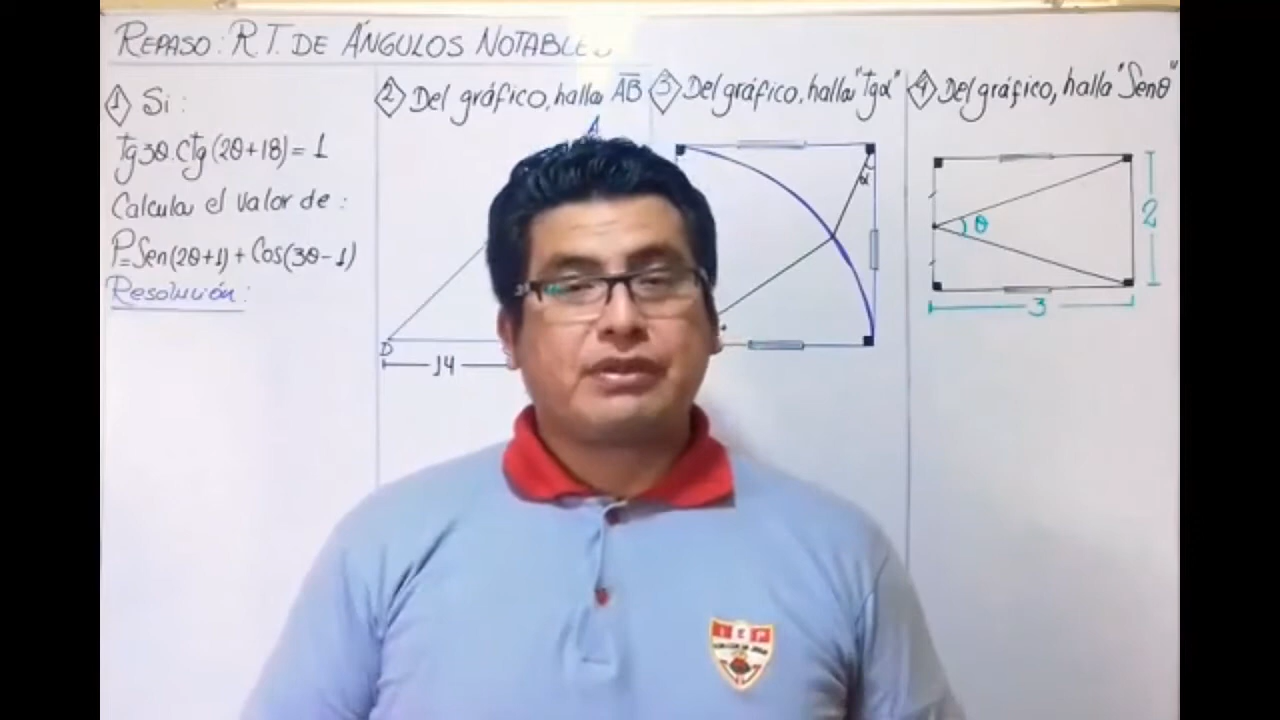 REPASO: R.T. DE ÁNGULOS NOTABLES
1 Si:
Tg3θ.Ctg(2θ+18)=1
Calcula el valor de:
P=Sen(2θ+1)+Cos(3θ-1)
Resolución:
2 Del gráfico, halla AB
A
D
14
3 Del gráfico, halla "Tgα"
α
4 Del gráfico, halla "Senθ"
θ
2
3
I E P